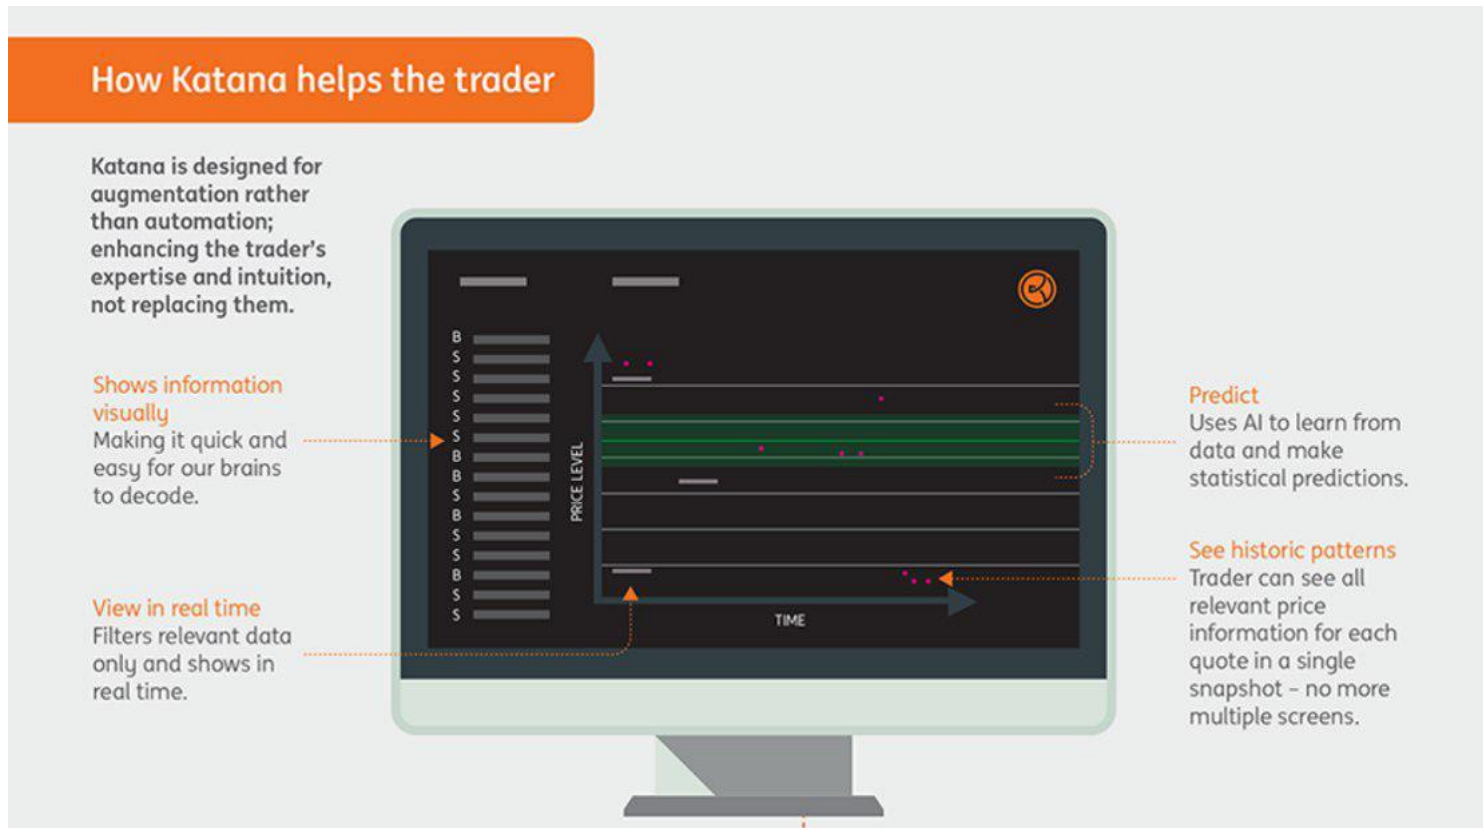 How Katana helps the trader
Katana is designed for
augmentation rather
than automation;
enhancing the trader's
expertise and intuition,
not replacing them.
Shows information
visually
Making it quick and
easy for our brains
to decode.
View in real time
Filters relevant data
only and shows in
real time.
B
S
S
S
S
S
B
B
S
B
S
S
B
S
S
PRICE LEVEL
TIME
Predict
Uses AI to learn from
data and make
statistical predictions.
See historic patterns
Trader can see all
relevant price
information for each
quote in a single
snapshot – no more
multiple screens.